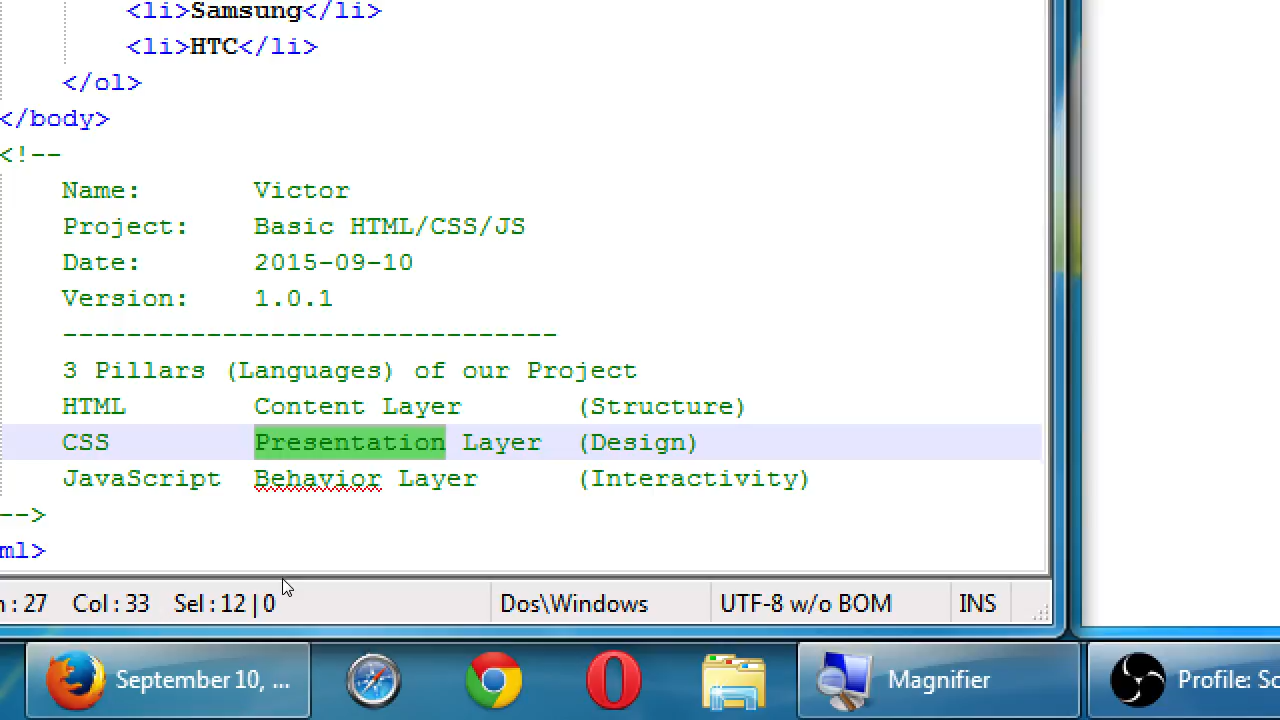 <li>Samsung</li>
<li>HTC</li>
</ol>
</body>
<!--
Name: Victor
Project: Basic HTML/CSS/JS
Date: 2015-09-10
Version: 1.0.1
-------------------------------
3 Pillars (Languages) of our Project
HTML Content Layer (Structure)
CSS Presentation Layer (Design)
JavaScript Behavior Layer (Interactivity)
-->
ml>
n : 27 Col : 33 Sel : 12 | 0 Dos\Windows UTF-8 w/o BOM INS
September 10, ... Magnifier Profile: Sc